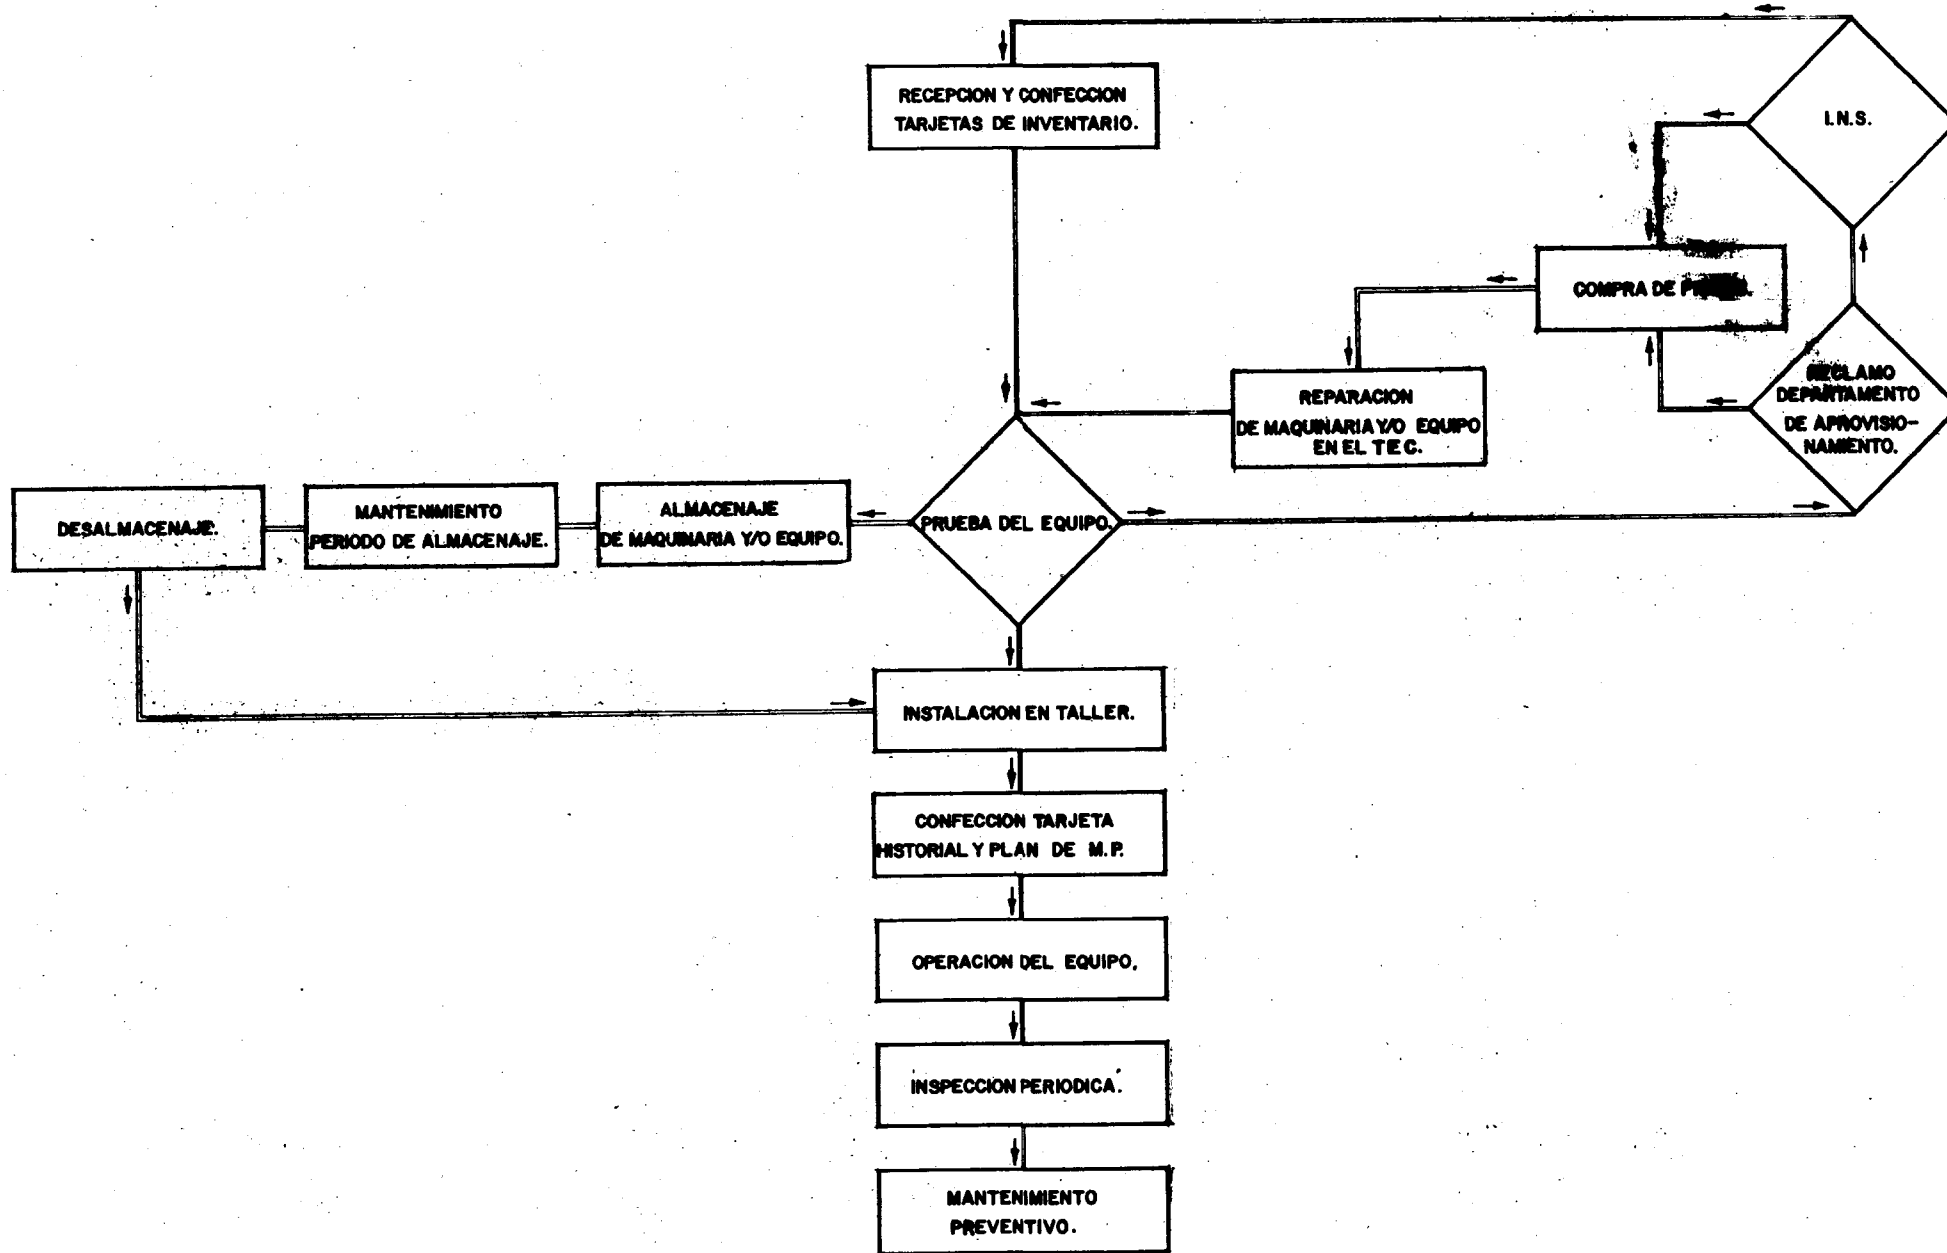 RECEPCION Y CONFECCION
TARJETAS DE INVENTARIO.
I.N.S.
COMPRA DE
RECLAMO
DEPARTAMENTO
DE APROVISIO-
NAMIENTO.
REPARACION
DE MAQUINARIA Y/O EQUIPO
EN EL TEC.
DESALMACENAJE.
MANTENIMIENTO
PERIODO DE ALMACENAJE.
ALMACENAJE
DE MAQUINARIA Y/O EQUIPO.
PRUEBA DEL EQUIPO.
INSTALACION EN TALLER.
CONFECCION TARJETA
HISTORIAL Y PLAN DE M.P.
OPERACION DEL EQUIPO.
INSPECCION PERIODICA.
MANTENIMIENTO
PREVENTIVO.